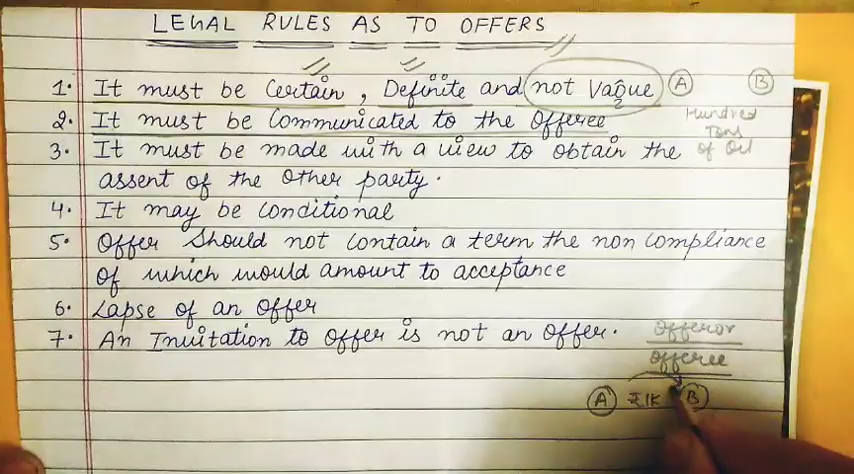 LEGAL RULES AS TO OFFERS
1. It must be Certain, Definite and not Vague A B
2. It must be Communicated to the Offeree
Hundred
Tons
of Oil
3. It must be made with a view to obtain the
assent of the Other party.
4. It may be Conditional
5. Offer Should not Contain a term the non Compliance
of which would amount to acceptance
6. Lapse of an Offer
7. An Invitation to Offer is not an Offer.
Offeror
Offeree
A ₹1K B